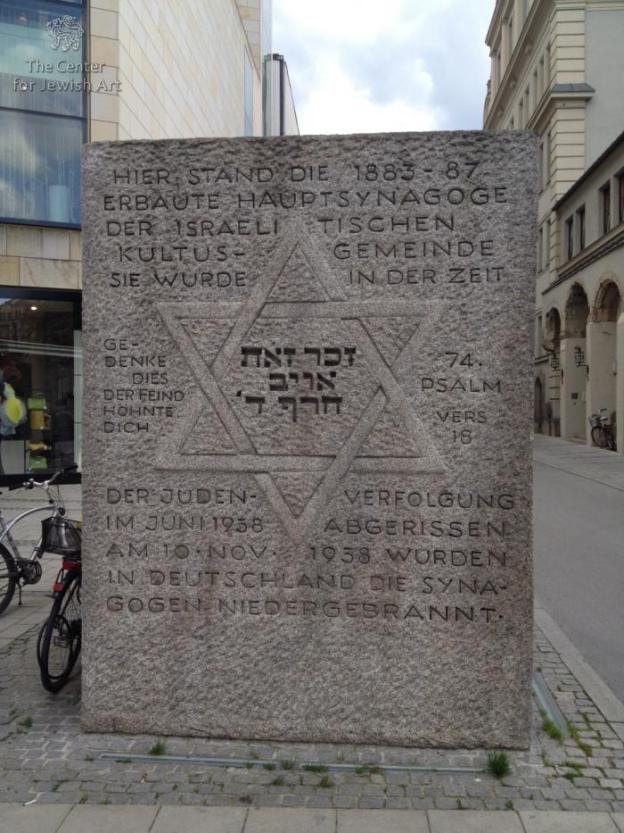 The Center
for Jewish Art
HIER STAND DIE 1883-87
ERBAUTE HAUPTSYNAGOGE
DER ISRAELITISCHEN
KULTUS- GEMEINDE
SIE WURDE IN DER ZEIT
GE-
DENKE
DIES
DER FEIND
HÖHNTE
DICH
זכר זאת
אויב
חרף ד׳
74.
PSALM
VERS
18
DER JUDEN- VERFOLGUNG
IM JUNI 1938 ABGERISSEN
AM 10·NOV· 1938 WURDEN
IN DEUTSCHLAND DIE SYNA-
GOGEN NIEDERGEBRANNT·